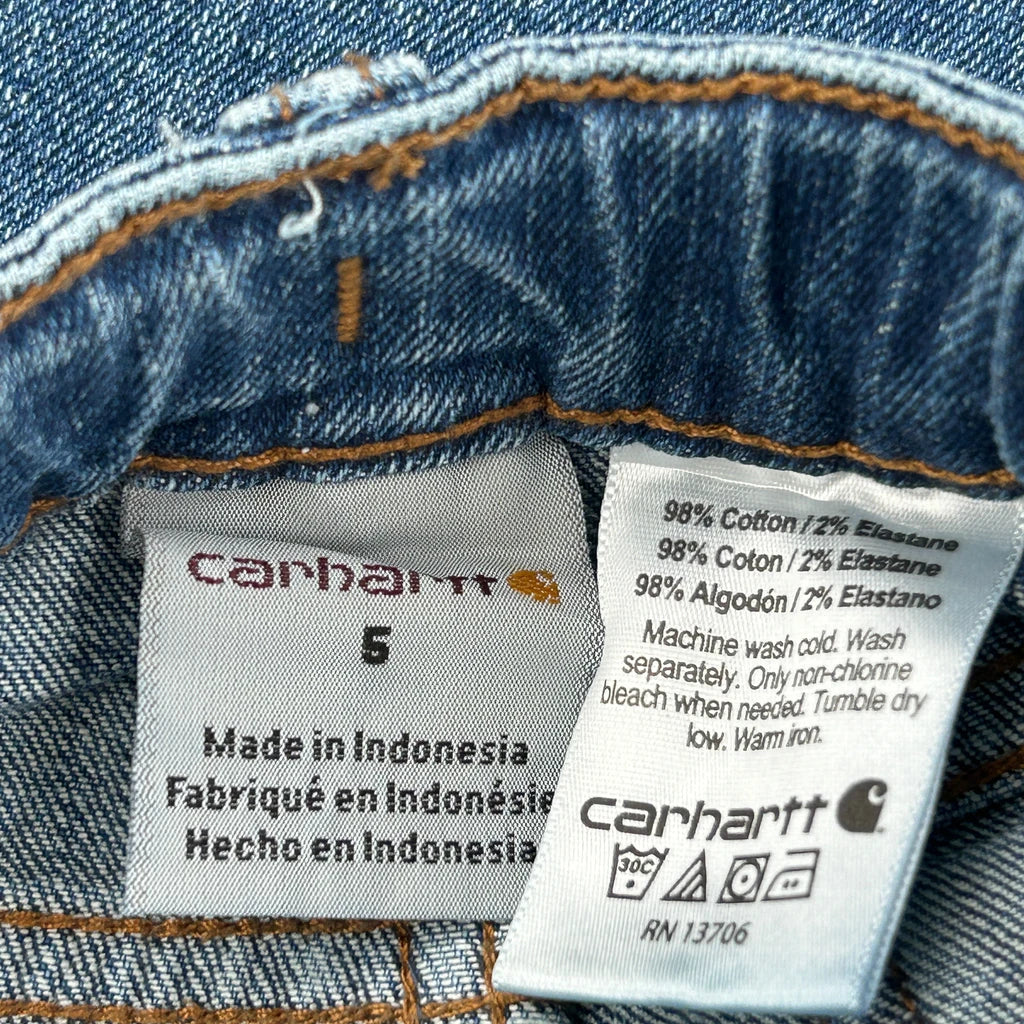 carhartt
5
Made in Indonesia
Fabriqué en Indonésie
Hecho en Indonesia
98% Cotton / 2% Elastane
98% Coton / 2% Elastane
98% Algodón / 2% Elastano
Machine wash cold. Wash
separately. Only non-chlorine
bleach when needed. Tumble dry
low. Warm iron.
carhartt
30C
RN 13706